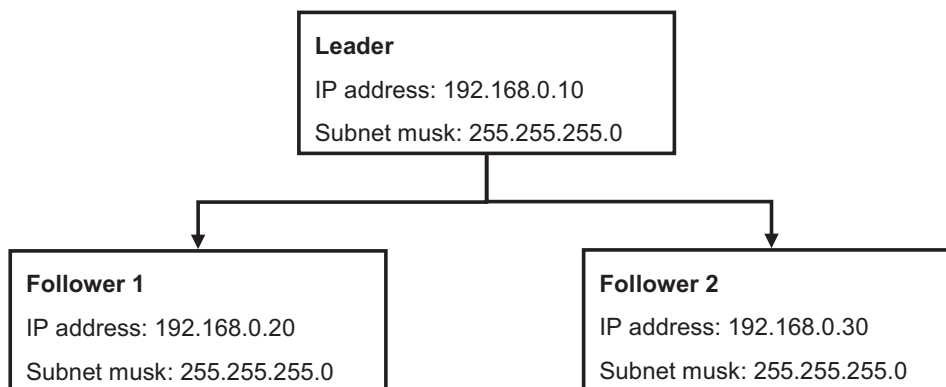 Leader
IP address: 192.168.0.10
Subnet musk: 255.255.255.0
Follower 1
IP address: 192.168.0.20
Subnet musk: 255.255.255.0
Follower 2
IP address: 192.168.0.30
Subnet musk: 255.255.255.0